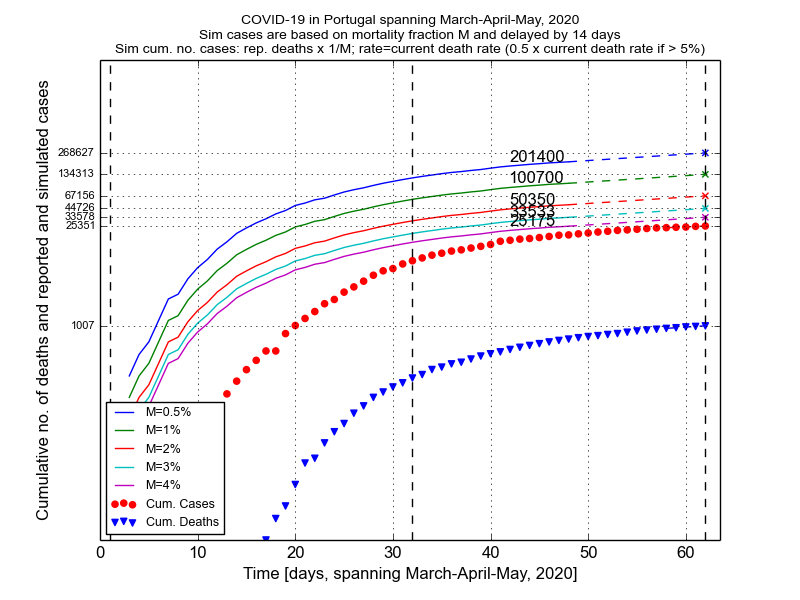 COVID-19 in Portugal spanning March-April-May, 2020
Sim cases are based on mortality fraction M and delayed by 14 days
Sim cum. no. cases: rep. deaths x 1/M; rate=current death rate (0.5 x current death rate if > 5%)
Cumulative no. of deaths and reported and simulated cases
268627
134313
67156
44726
33578
25351
1007
201400
100700
50350
33533
25175
M=0.5%
M=1%
M=2%
M=3%
M=4%
Cum. Cases
Cum. Deaths
0 10 20 30 40 50 60
Time [days, spanning March-April-May, 2020]